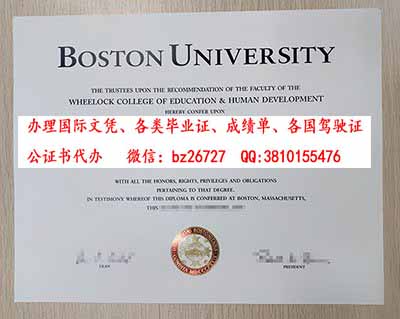 BOSTON UNIVERSITY
THE TRUSTEES UPON THE RECOMMENDATION OF THE FACULTY OF THE
WHEELOCK COLLEGE OF EDUCATION & HUMAN DEVELOPMENT
HEREBY CONFER UPON
办理国际文凭、各类毕业证、成绩单、各国驾驶证
公证书代办 微信：bz26727 QQ:3810155476
WITH ALL THE HONORS, RIGHTS, PRIVILEGES AND OBLIGATIONS
PERTAINING TO THAT DEGREE.
IN TESTIMONY WHEREOF THIS DIPLOMA IS CONFERRED AT BOSTON, MASSACHUSETTS,
THIS
DEAN
PRESIDENT